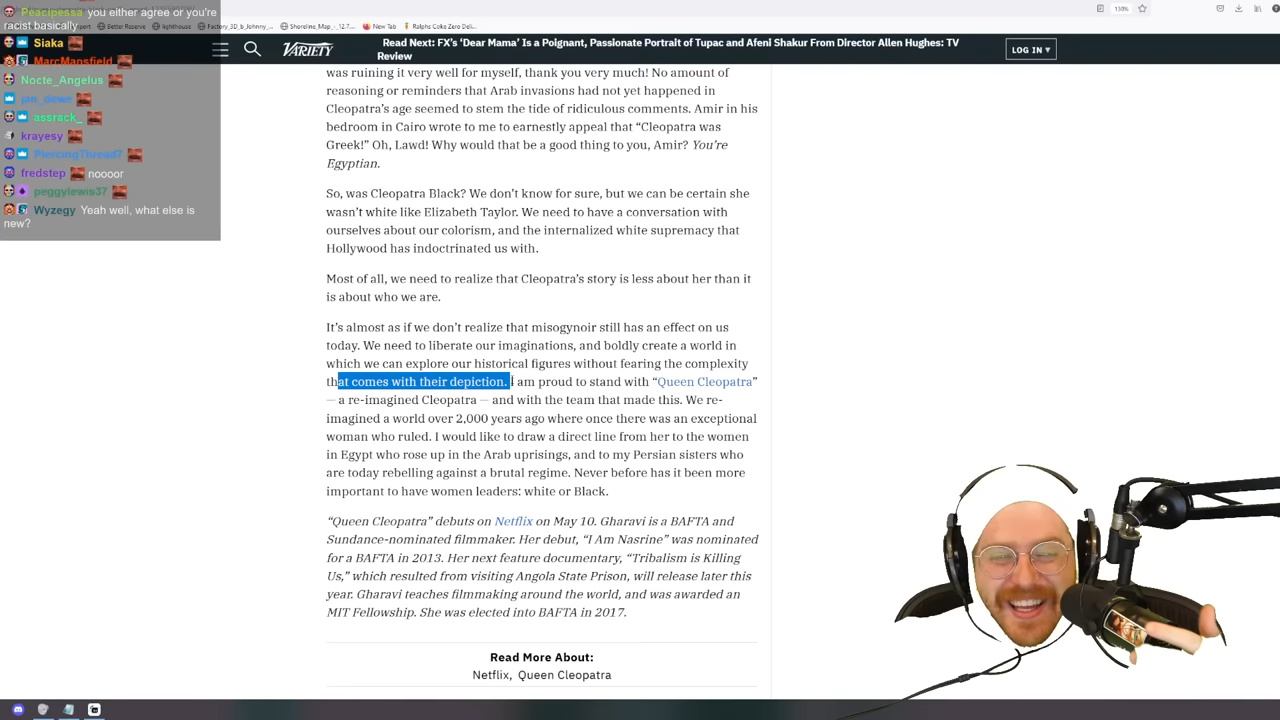 Peacipessa you either agree or you're
racist basically
Siaka
MarcMansfield
Nocte_Angelus
jan_dewe
assrack_
krayesy
PiercingThread7
fredstep noooor
peggylewis37
Wyzegy Yeah well, what else is
new?
Better Reserve
lighthouse
Factory_3D_b_Johnny_...
Shoreline_Map_-_12.7...
New Tab
Ralphs Coke Zero Deli...
130%
VARIETY
Read Next: FX's 'Dear Mama' Is a Poignant, Passionate Portrait of Tupac and Afeni Shakur From Director Allen Hughes: TV
Review
LOG IN ▾
was ruining it very well for myself, thank you very much! No amount of
reasoning or reminders that Arab invasions had not yet happened in
Cleopatra's age seemed to stem the tide of ridiculous comments. Amir in his
bedroom in Cairo wrote to me to earnestly appeal that "Cleopatra was
Greek!" Oh, Lawd! Why would that be a good thing to you, Amir? You're
Egyptian.
So, was Cleopatra Black? We don't know for sure, but we can be certain she
wasn't white like Elizabeth Taylor. We need to have a conversation with
ourselves about our colorism, and the internalized white supremacy that
Hollywood has indoctrinated us with.
Most of all, we need to realize that Cleopatra's story is less about her than it
is about who we are.
It's almost as if we don't realize that misogynoir still has an effect on us
today. We need to liberate our imaginations, and boldly create a world in
which we can explore our historical figures without fearing the complexity
that comes with their depiction. I am proud to stand with "Queen Cleopatra"
— a re-imagined Cleopatra — and with the team that made this. We re-
imagined a world over 2,000 years ago where once there was an exceptional
woman who ruled. I would like to draw a direct line from her to the women
in Egypt who rose up in the Arab uprisings, and to my Persian sisters who
are today rebelling against a brutal regime. Never before has it been more
important to have women leaders: white or Black.
"Queen Cleopatra" debuts on Netflix on May 10. Gharavi is a BAFTA and
Sundance-nominated filmmaker. Her debut, "I Am Nasrine" was nominated
for a BAFTA in 2013. Her next feature documentary, "Tribalism is Killing
Us," which resulted from visiting Angola State Prison, will release later this
year. Gharavi teaches filmmaking around the world, and was awarded an
MIT Fellowship. She was elected into BAFTA in 2017.
Read More About:
Netflix, Queen Cleopatra